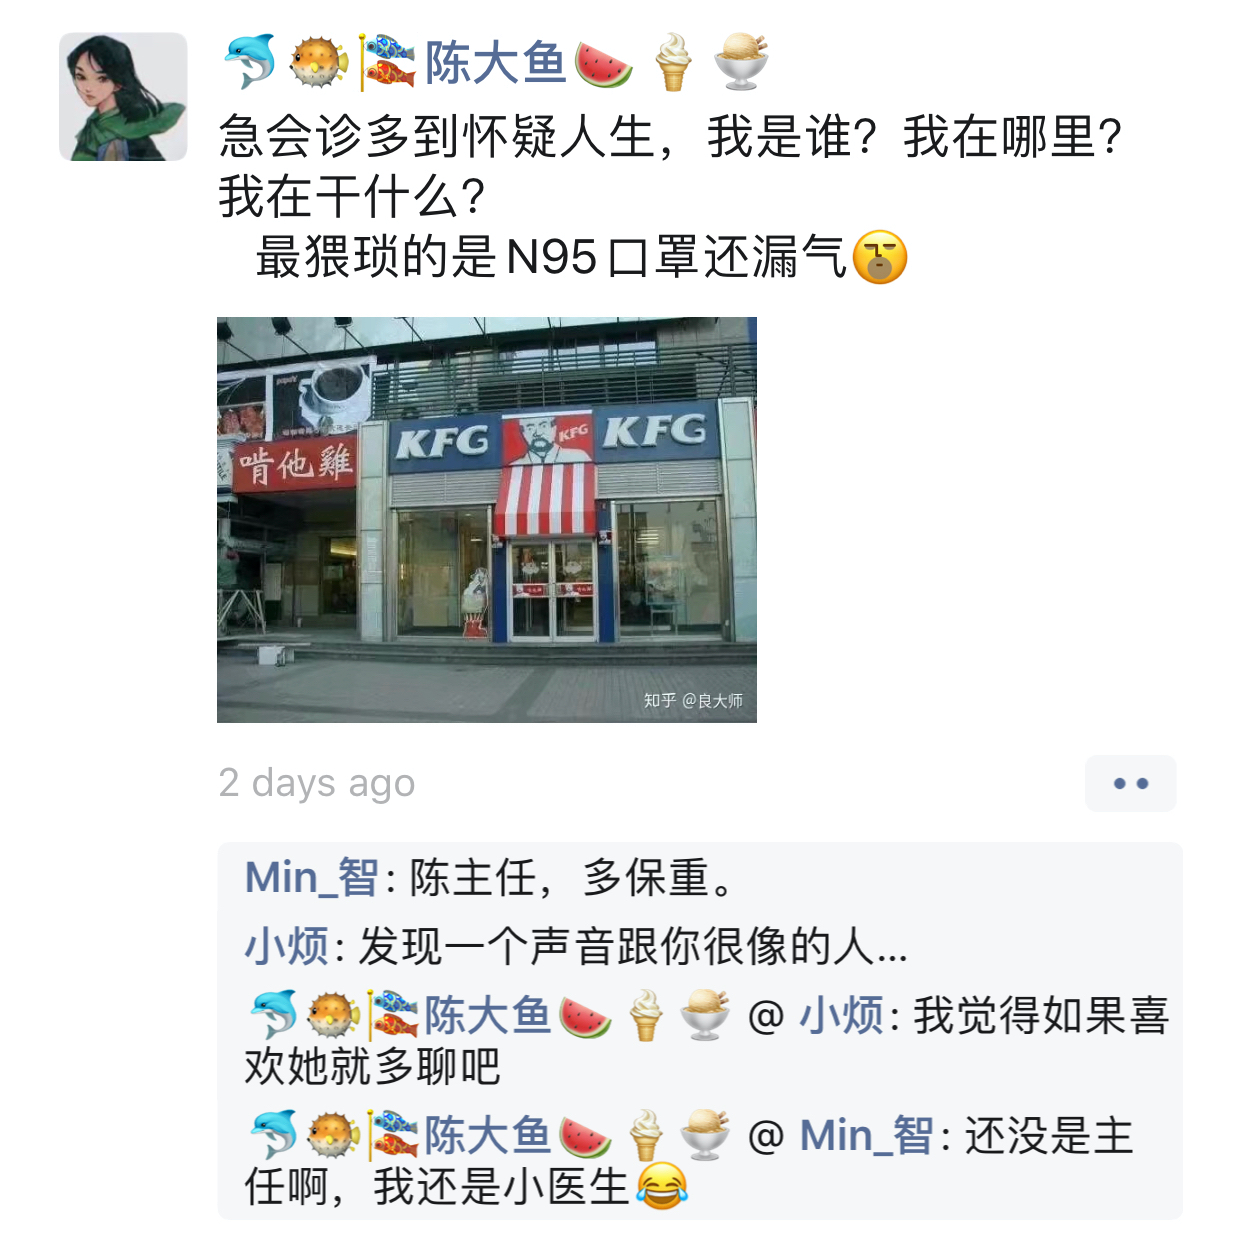 🐬🐡🎏陈大鱼🍉🍦🍨
急会诊多到怀疑人生，我是谁？我在哪里？
我在干什么？
最猥琐的是N95口罩还漏气
KFG
KFG
KFG
啃他雞
知乎 @良大师
2 days ago
Min_智: 陈主任，多保重。
小烦: 发现一个声音跟你很像的人...
🐬🐡🎏陈大鱼🍉🍦🍨 @ 小烦: 我觉得如果喜
欢她就多聊吧
🐬🐡🎏陈大鱼🍉🍦🍨 @ Min_智: 还没是主
任啊，我还是小医生😂